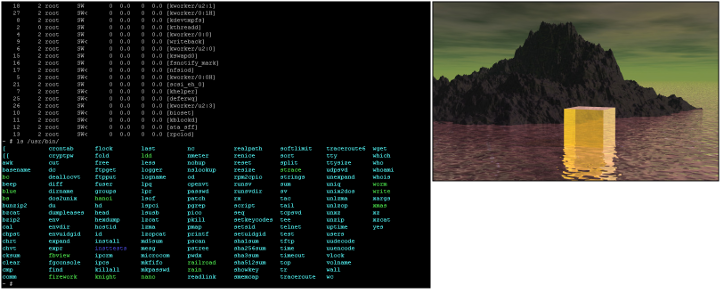 18 2 root SW 0 0.0 0 0.0 [kworker/u2:1]
27 2 root SW< 0 0.0 0 0.0 [kworker/0:1H]
8 2 root SW 0 0.0 0 0.0 [kdevtmpfs]
2 0 root SW 0 0.0 0 0.0 [kthreadd]
4 2 root SW 0 0.0 0 0.0 [kworker/0:0]
9 2 root SW< 0 0.0 0 0.0 [writeback]
6 2 root SW 0 0.0 0 0.0 [kworker/u2:0]
15 2 root SW 0 0.0 0 0.0 [kswapd0]
16 2 root SW 0 0.0 0 0.0 [fsnotify_mark]
17 2 root SW< 0 0.0 0 0.0 [nfsiod]
5 2 root SW< 0 0.0 0 0.0 [kworker/0:0H]
21 2 root SW 0 0.0 0 0.0 [scsi_eh_0]
7 2 root SW< 0 0.0 0 0.0 [khelper]
25 2 root SW< 0 0.0 0 0.0 [deferwq]
26 2 root SW 0 0.0 0 0.0 [kworker/u2:3]
10 2 root SW< 0 0.0 0 0.0 [bioset]
11 2 root SW< 0 0.0 0 0.0 [kblockd]
12 2 root SW< 0 0.0 0 0.0 [ata_sff]
13 2 root SW< 0 0.0 0 0.0 [rpciod]
~ # ls /usr/bin/
[ crontab flock last nc realpath softlimit traceroute6 wget
[[ cryptpw fold ldd nmeter renice sort tty which
awk cut free less nohup reset split ttysize who
basename dc ftpget logger nslookup resize strace udpsvd whoami
bc deallocvt ftpput logname od rpm2cpio strings unexpand whois
beep diff fuser lpq openvt runsv sum uniq worm
blue dirname groups lpr passwd runsvdir sv unix2dos write
bs dos2unix hanoi lscf patch rx tac unlzma xargs
bunzip2 du hd lspci pgrep script tail unlzop xmas
bzcat dumpleases head lsusb pico seq tcpsvd unxz xz
bzip2 env hexdump lzcat pkill setkeycodes tee unzip xzcat
cal envdir hostid lzma pmap setsid telnet uptime yes
chpst envuidgid id lzopcat printf setuidgid test users
chrt expand install md5sum pscan sha1sum tftp uudecode
chvt expr inettests mesg pstree sha256sum time uuencode
cksum fbview ipcrm microcom pwdx sha3sum timeout vlock
clear fgconsole ipcs mkfifo railroad sha512sum top volname
cmp find killall mkpasswd rain showkey tr wall
comm firework knight nano readlink smemcap traceroute wc
~ #